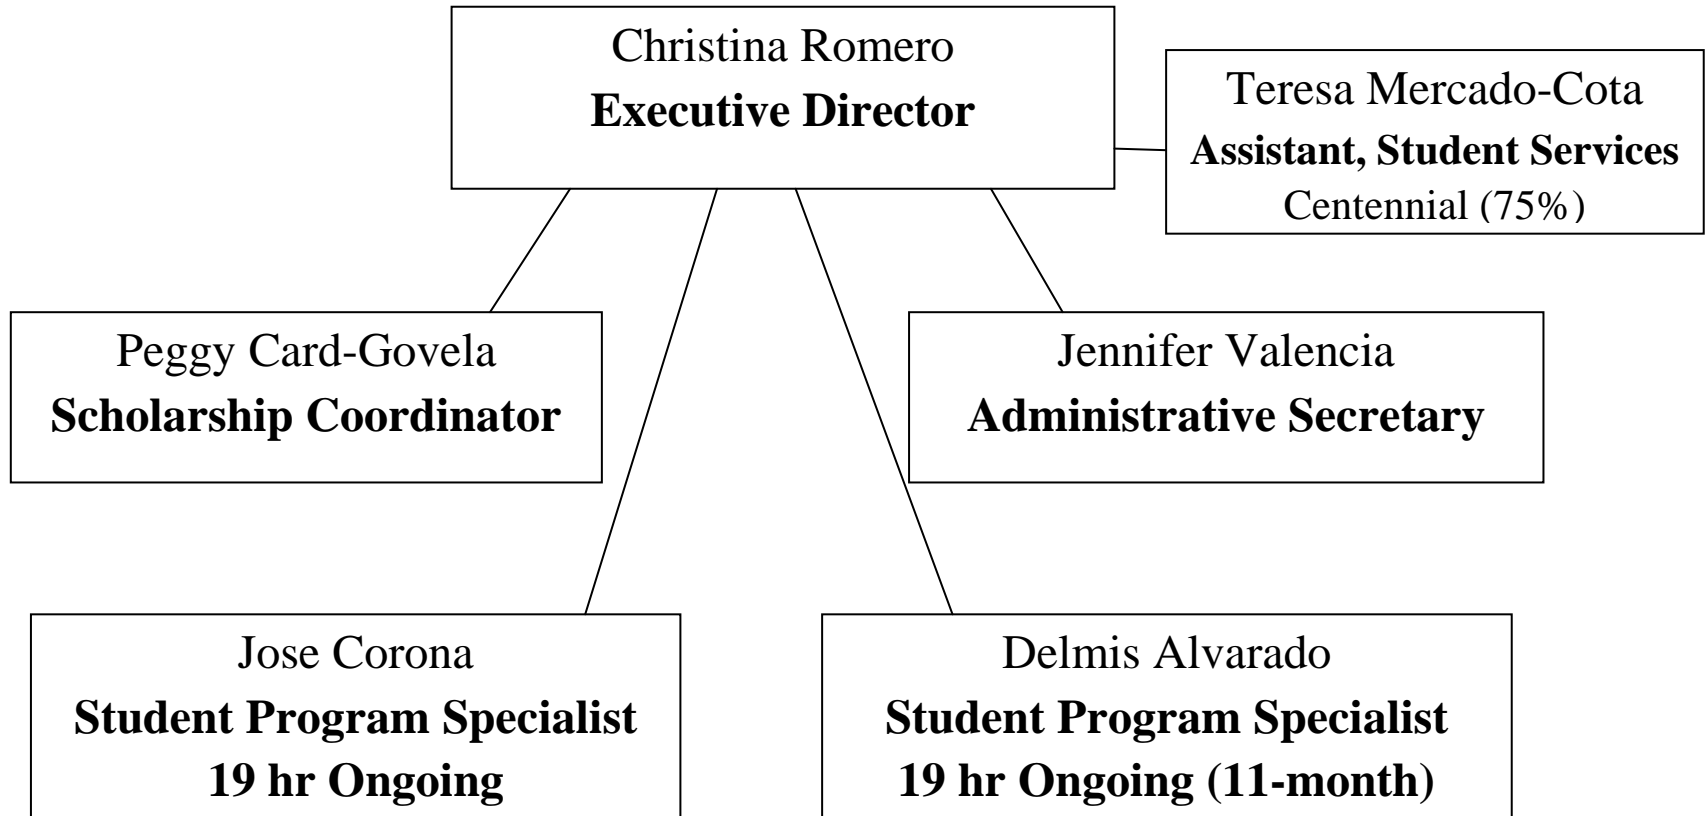 Christina Romero
Executive Director
Teresa Mercado-Cota
Assistant, Student Services
Centennial (75%)
Peggy Card-Govela
Scholarship Coordinator
Jennifer Valencia
Administrative Secretary
Jose Corona
Student Program Specialist
19 hr Ongoing
Delmis Alvarado
Student Program Specialist
19 hr Ongoing (11-month)